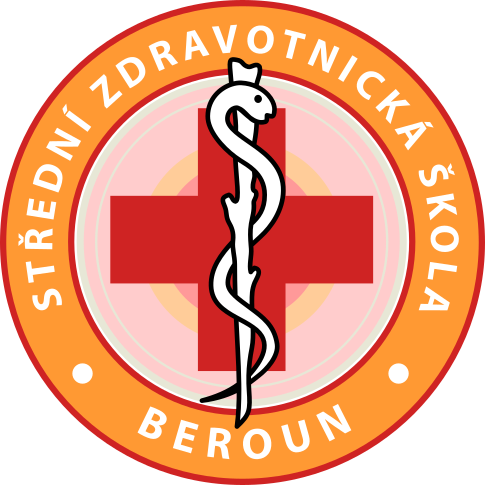 STŘEDNÍ ZDRAVOTNICKÁ ŠKOLA
BEROUN